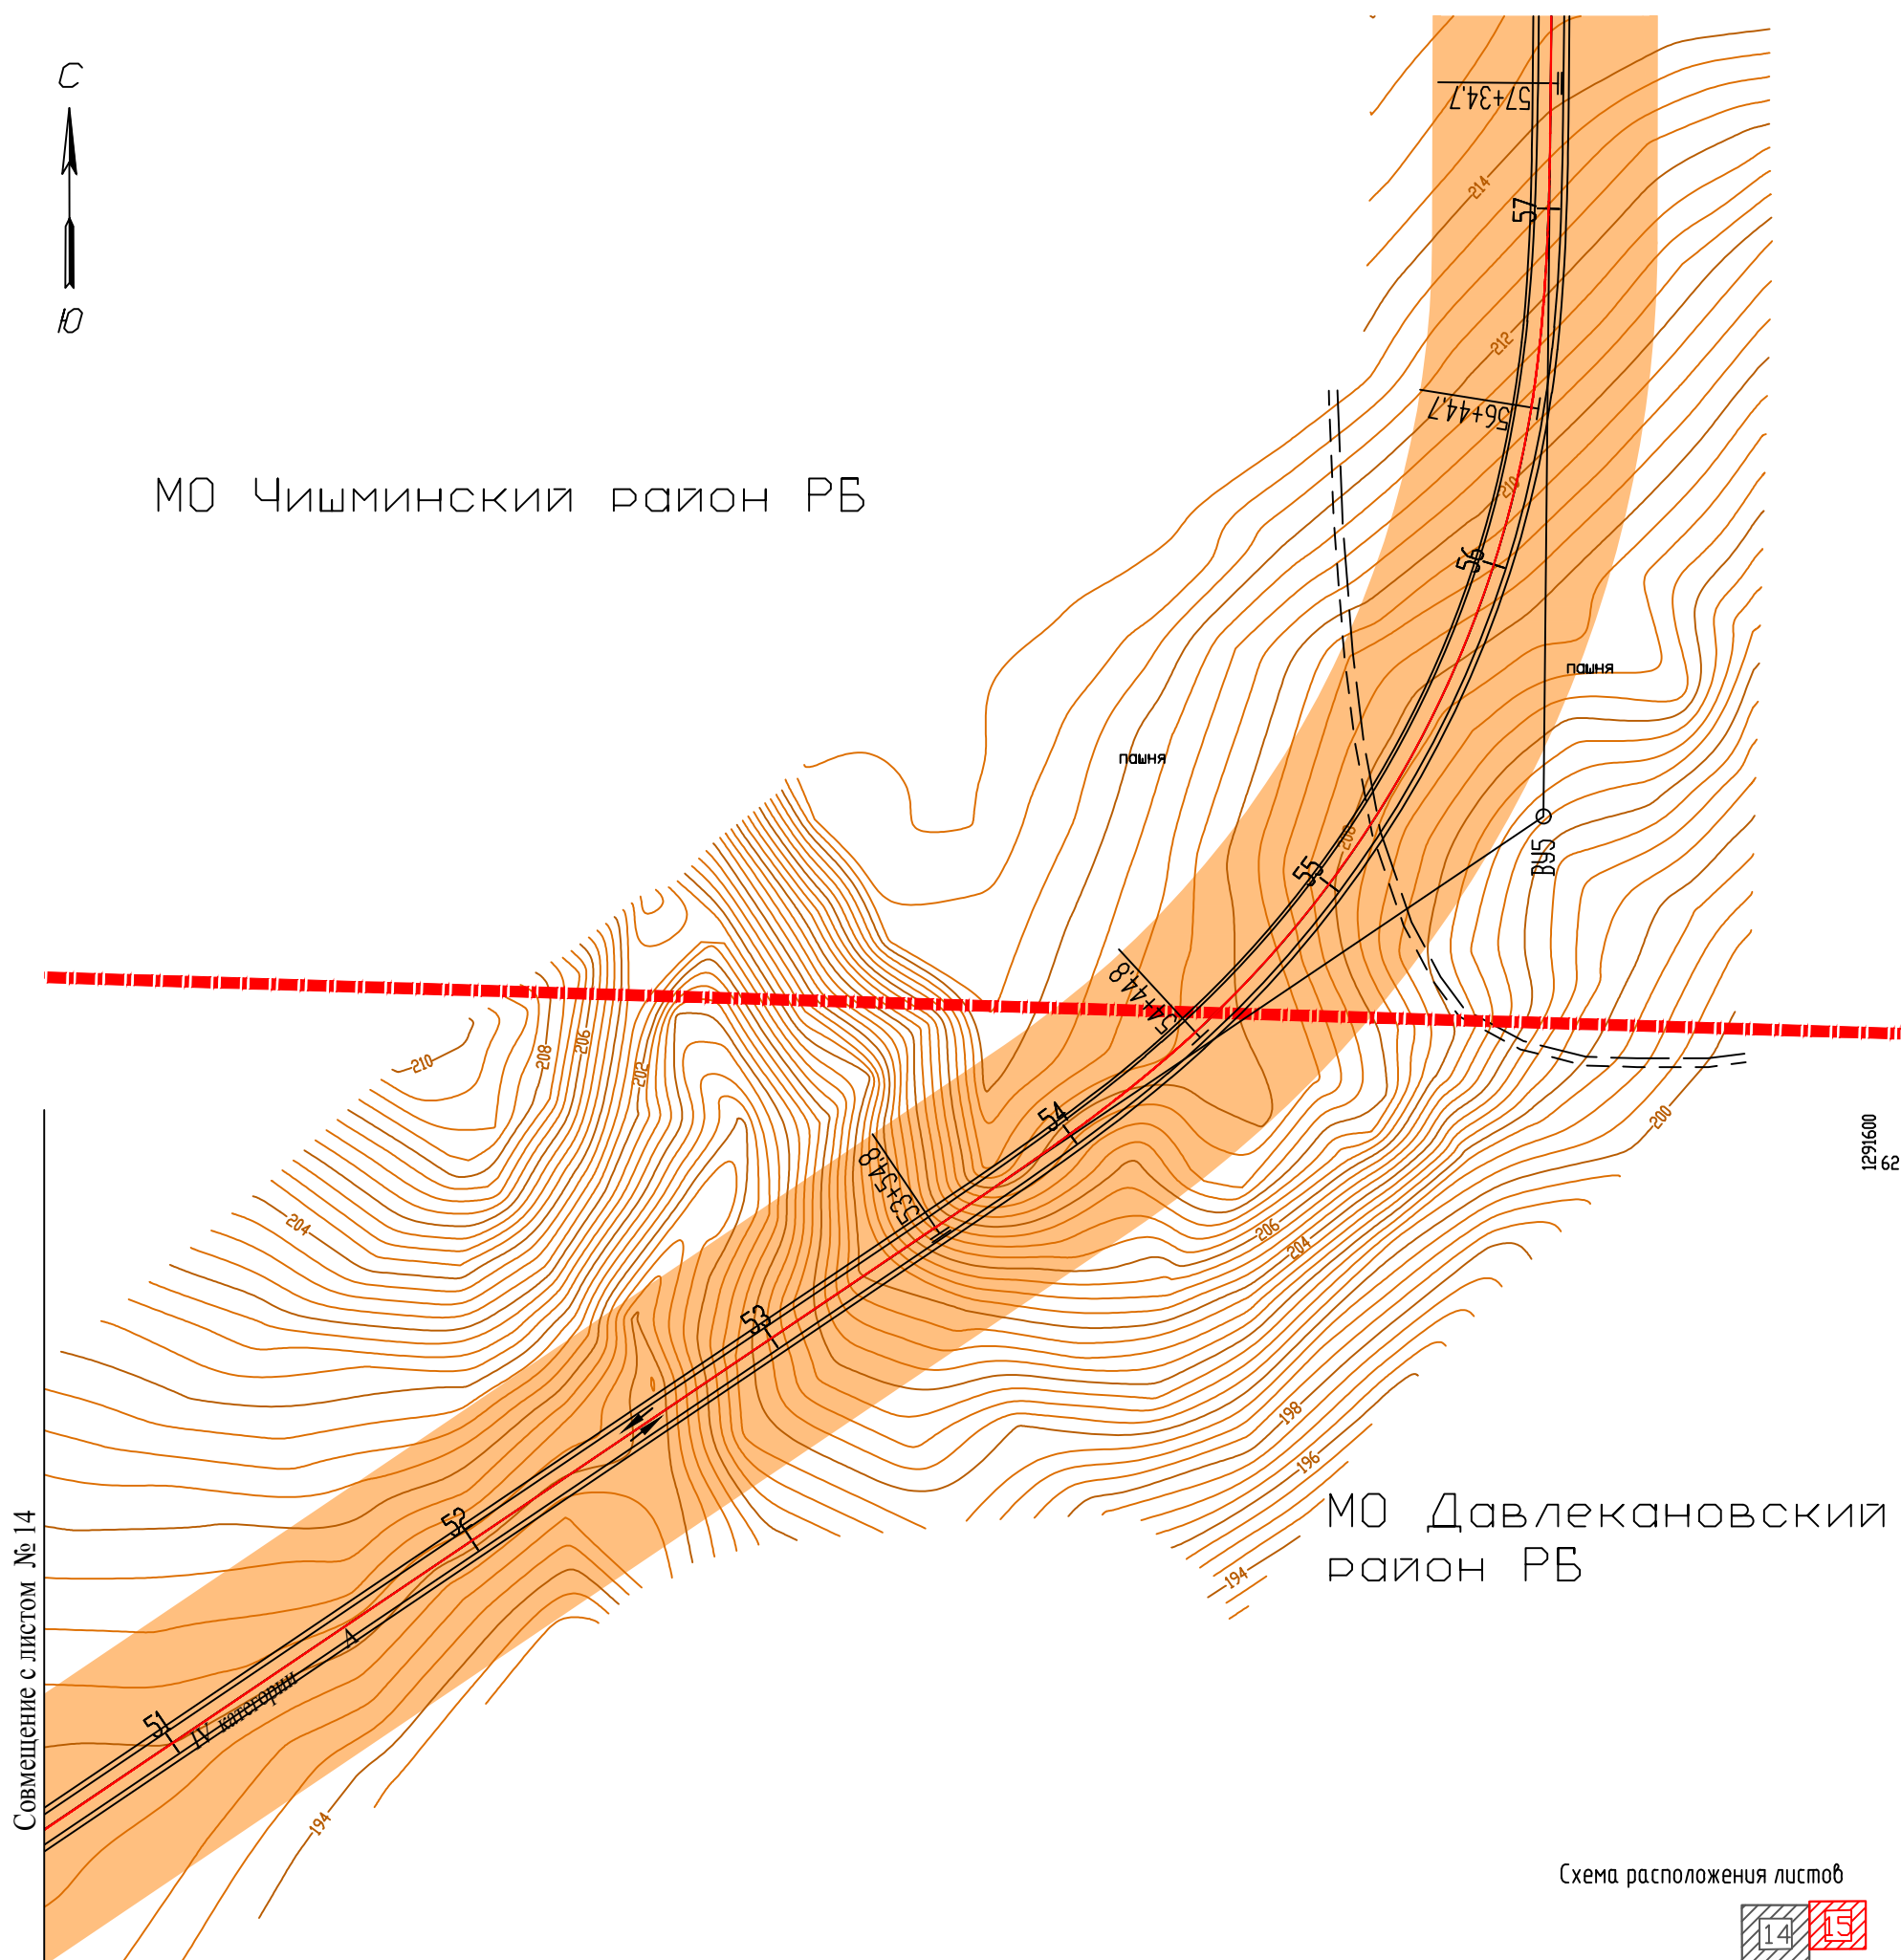 С
57+34.7
214
57
Ю
212
56+44.7
МО Чишминский район РБ
210
56
пашня
пашня
208
55
ВУ5
54+44.8
206
208
210
202
200
54
1291600
62
53+54.8
204
206
204
53
198
196
52
МО Давлекановский
район РБ
194
Совмещение с листом № 14
А
IV категории
51
194
Схема расположения листов
14
15